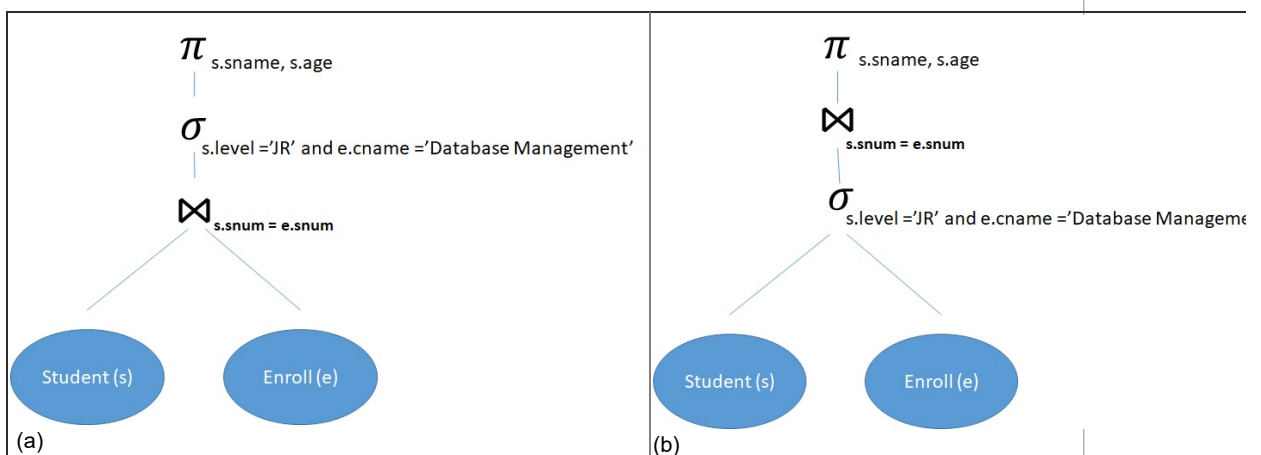 π s.sname, s.age
σ s.level ='JR' and e.cname ='Database Management'
⋈ s.snum = e.snum
Student (s) Enroll (e)
(a)
π s.sname, s.age
⋈ s.snum = e.snum
σ s.level ='JR' and e.cname ='Database Manageme
Student (s) Enroll (e)
(b)